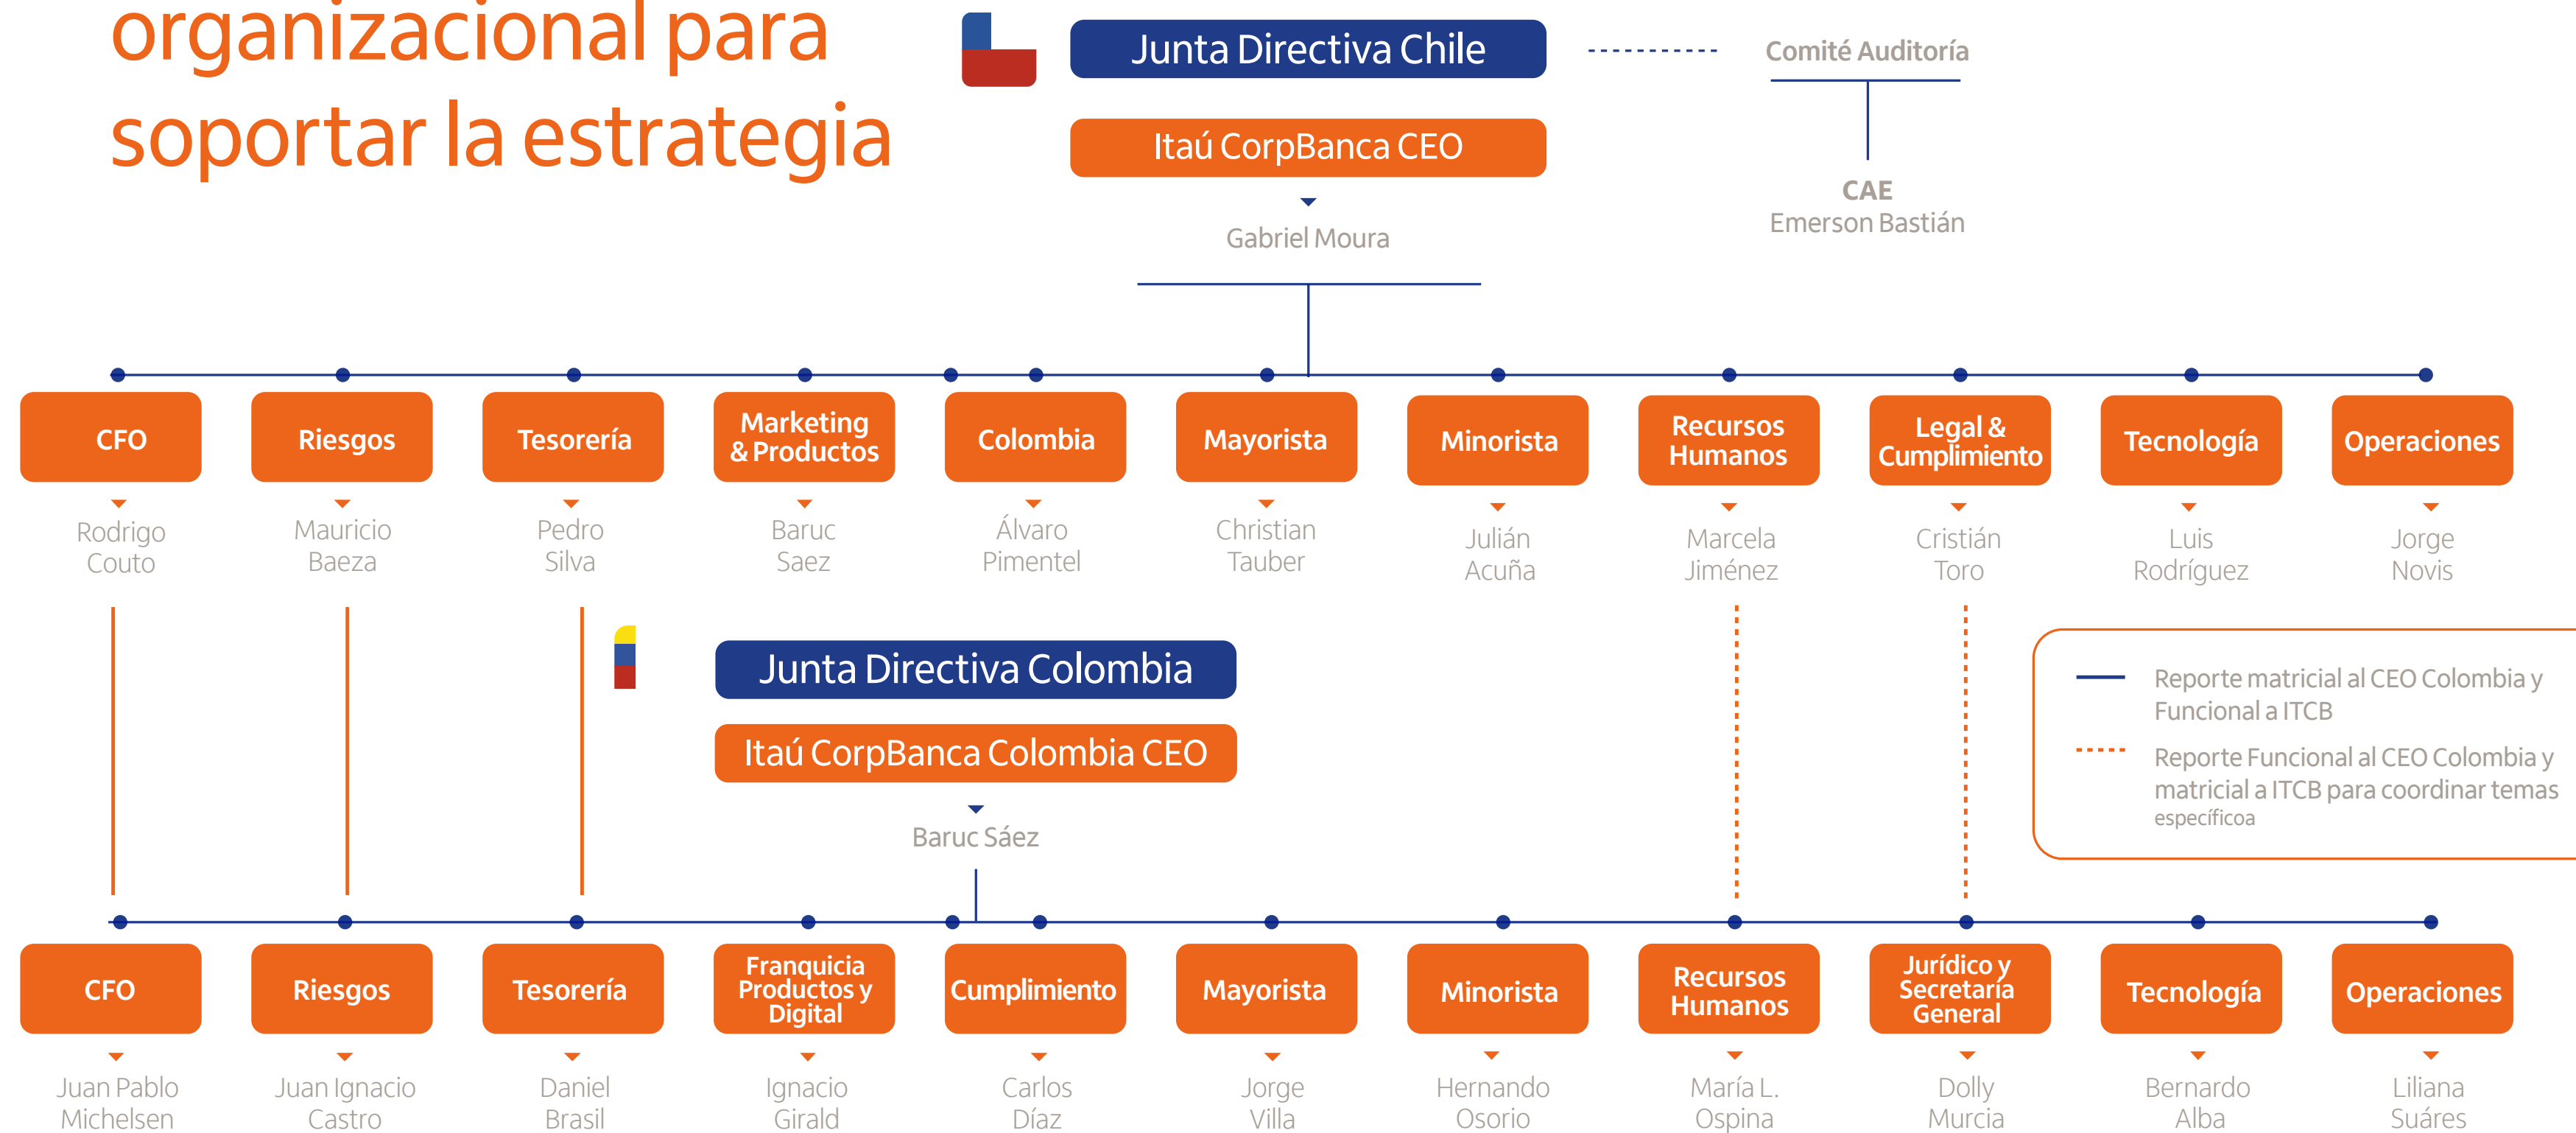 organizacional para
soportar la estrategia
Junta Directiva Chile
Comité Auditoría
Itaú CorpBanca CEO
CAE
Emerson Bastián
Gabriel Moura
CFO
Riesgos
Tesorería
Marketing
& Productos
Colombia
Mayorista
Minorista
Recursos
Humanos
Legal &
Cumplimiento
Tecnología
Operaciones
Rodrigo
Couto
Mauricio
Baeza
Pedro
Silva
Baruc
Saez
Álvaro
Pimentel
Christian
Tauber
Julián
Acuña
Marcela
Jiménez
Cristián
Toro
Luis
Rodríguez
Jorge
Novis
Junta Directiva Colombia
Itaú CorpBanca Colombia CEO
Baruc Sáez
Reporte matricial al CEO Colombia y
Funcional a ITCB
Reporte Funcional al CEO Colombia y
matricial a ITCB para coordinar temas
específicoa
CFO
Riesgos
Tesorería
Franquicia
Productos y
Digital
Cumplimiento
Mayorista
Minorista
Recursos
Humanos
Jurídico y
Secretaría
General
Tecnología
Operaciones
Juan Pablo
Michelsen
Juan Ignacio
Castro
Daniel
Brasil
Ignacio
Girald
Carlos
Díaz
Jorge
Villa
Hernando
Osorio
María L.
Ospina
Dolly
Murcia
Bernardo
Alba
Liliana
Suáres